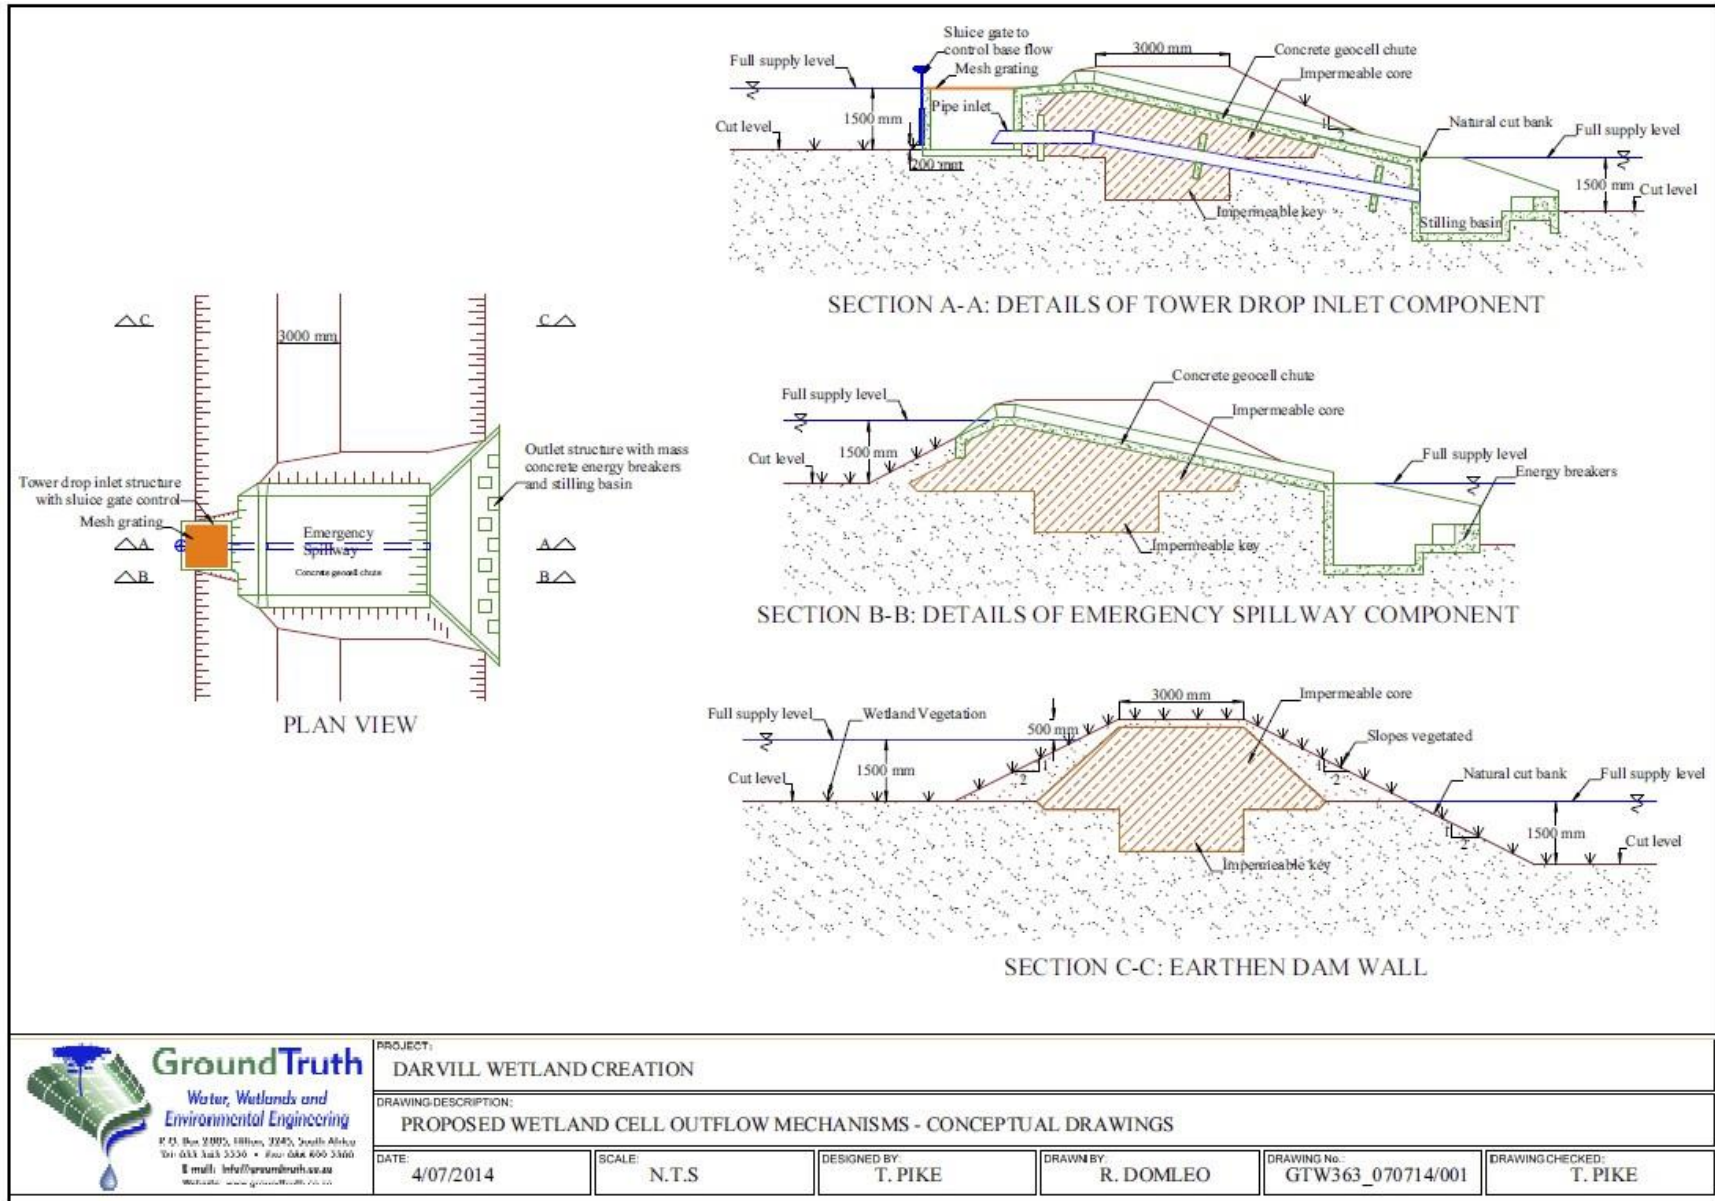 Sluice gate to
control base flow
Mesh grating
Full supply level
3000 mm
Concrete geocell chute
Impermeable core
Pipe inlet
1500 mm
Cut level
200 mm
1
2
Natural cut bank
Full supply level
1500 mm
Cut level
Impermeable key
Stilling basin
SECTION A-A: DETAILS OF TOWER DROP INLET COMPONENT
C
C
3000 mm
Outlet structure with mass
concrete energy breakers
and stilling basin
Tower drop inlet structure
with sluice gate control
Mesh grating
Emergency
Spillway
Concrete geocell chute
A
A
B
B
PLAN VIEW
Concrete geocell chute
Full supply level
Impermeable core
1500 mm
Cut level
Full supply level
Energy breakers
Impermeable key
SECTION B-B: DETAILS OF EMERGENCY SPILLWAY COMPONENT
3000 mm
Impermeable core
Full supply level
Wetland Vegetation
500 mm
Slopes vegetated
1500 mm
1
2
1
2
Cut level
Natural cut bank
Full supply level
1
2
1500 mm
Cut level
Impermeable key
SECTION C-C: EARTHEN DAM WALL
GroundTruth
Water, Wetlands and
Environmental Engineering
PROJECT:
DARVILL WETLAND CREATION
DRAWING DESCRIPTION:
PROPOSED WETLAND CELL OUTFLOW MECHANISMS - CONCEPTUAL DRAWINGS
DATE:
4/07/2014
SCALE:
N.T.S
DESIGNED BY:
T. PIKE
DRAWN BY:
R. DOMLEO
DRAWING No.:
GTW363_070714/001
DRAWING CHECKED:
T. PIKE